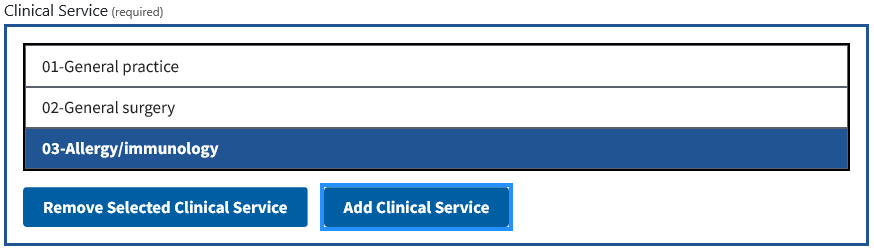 Clinical Service (required)
01-General practice
02-General surgery
03-Allergy/immunology
Remove Selected Clinical Service
Add Clinical Service